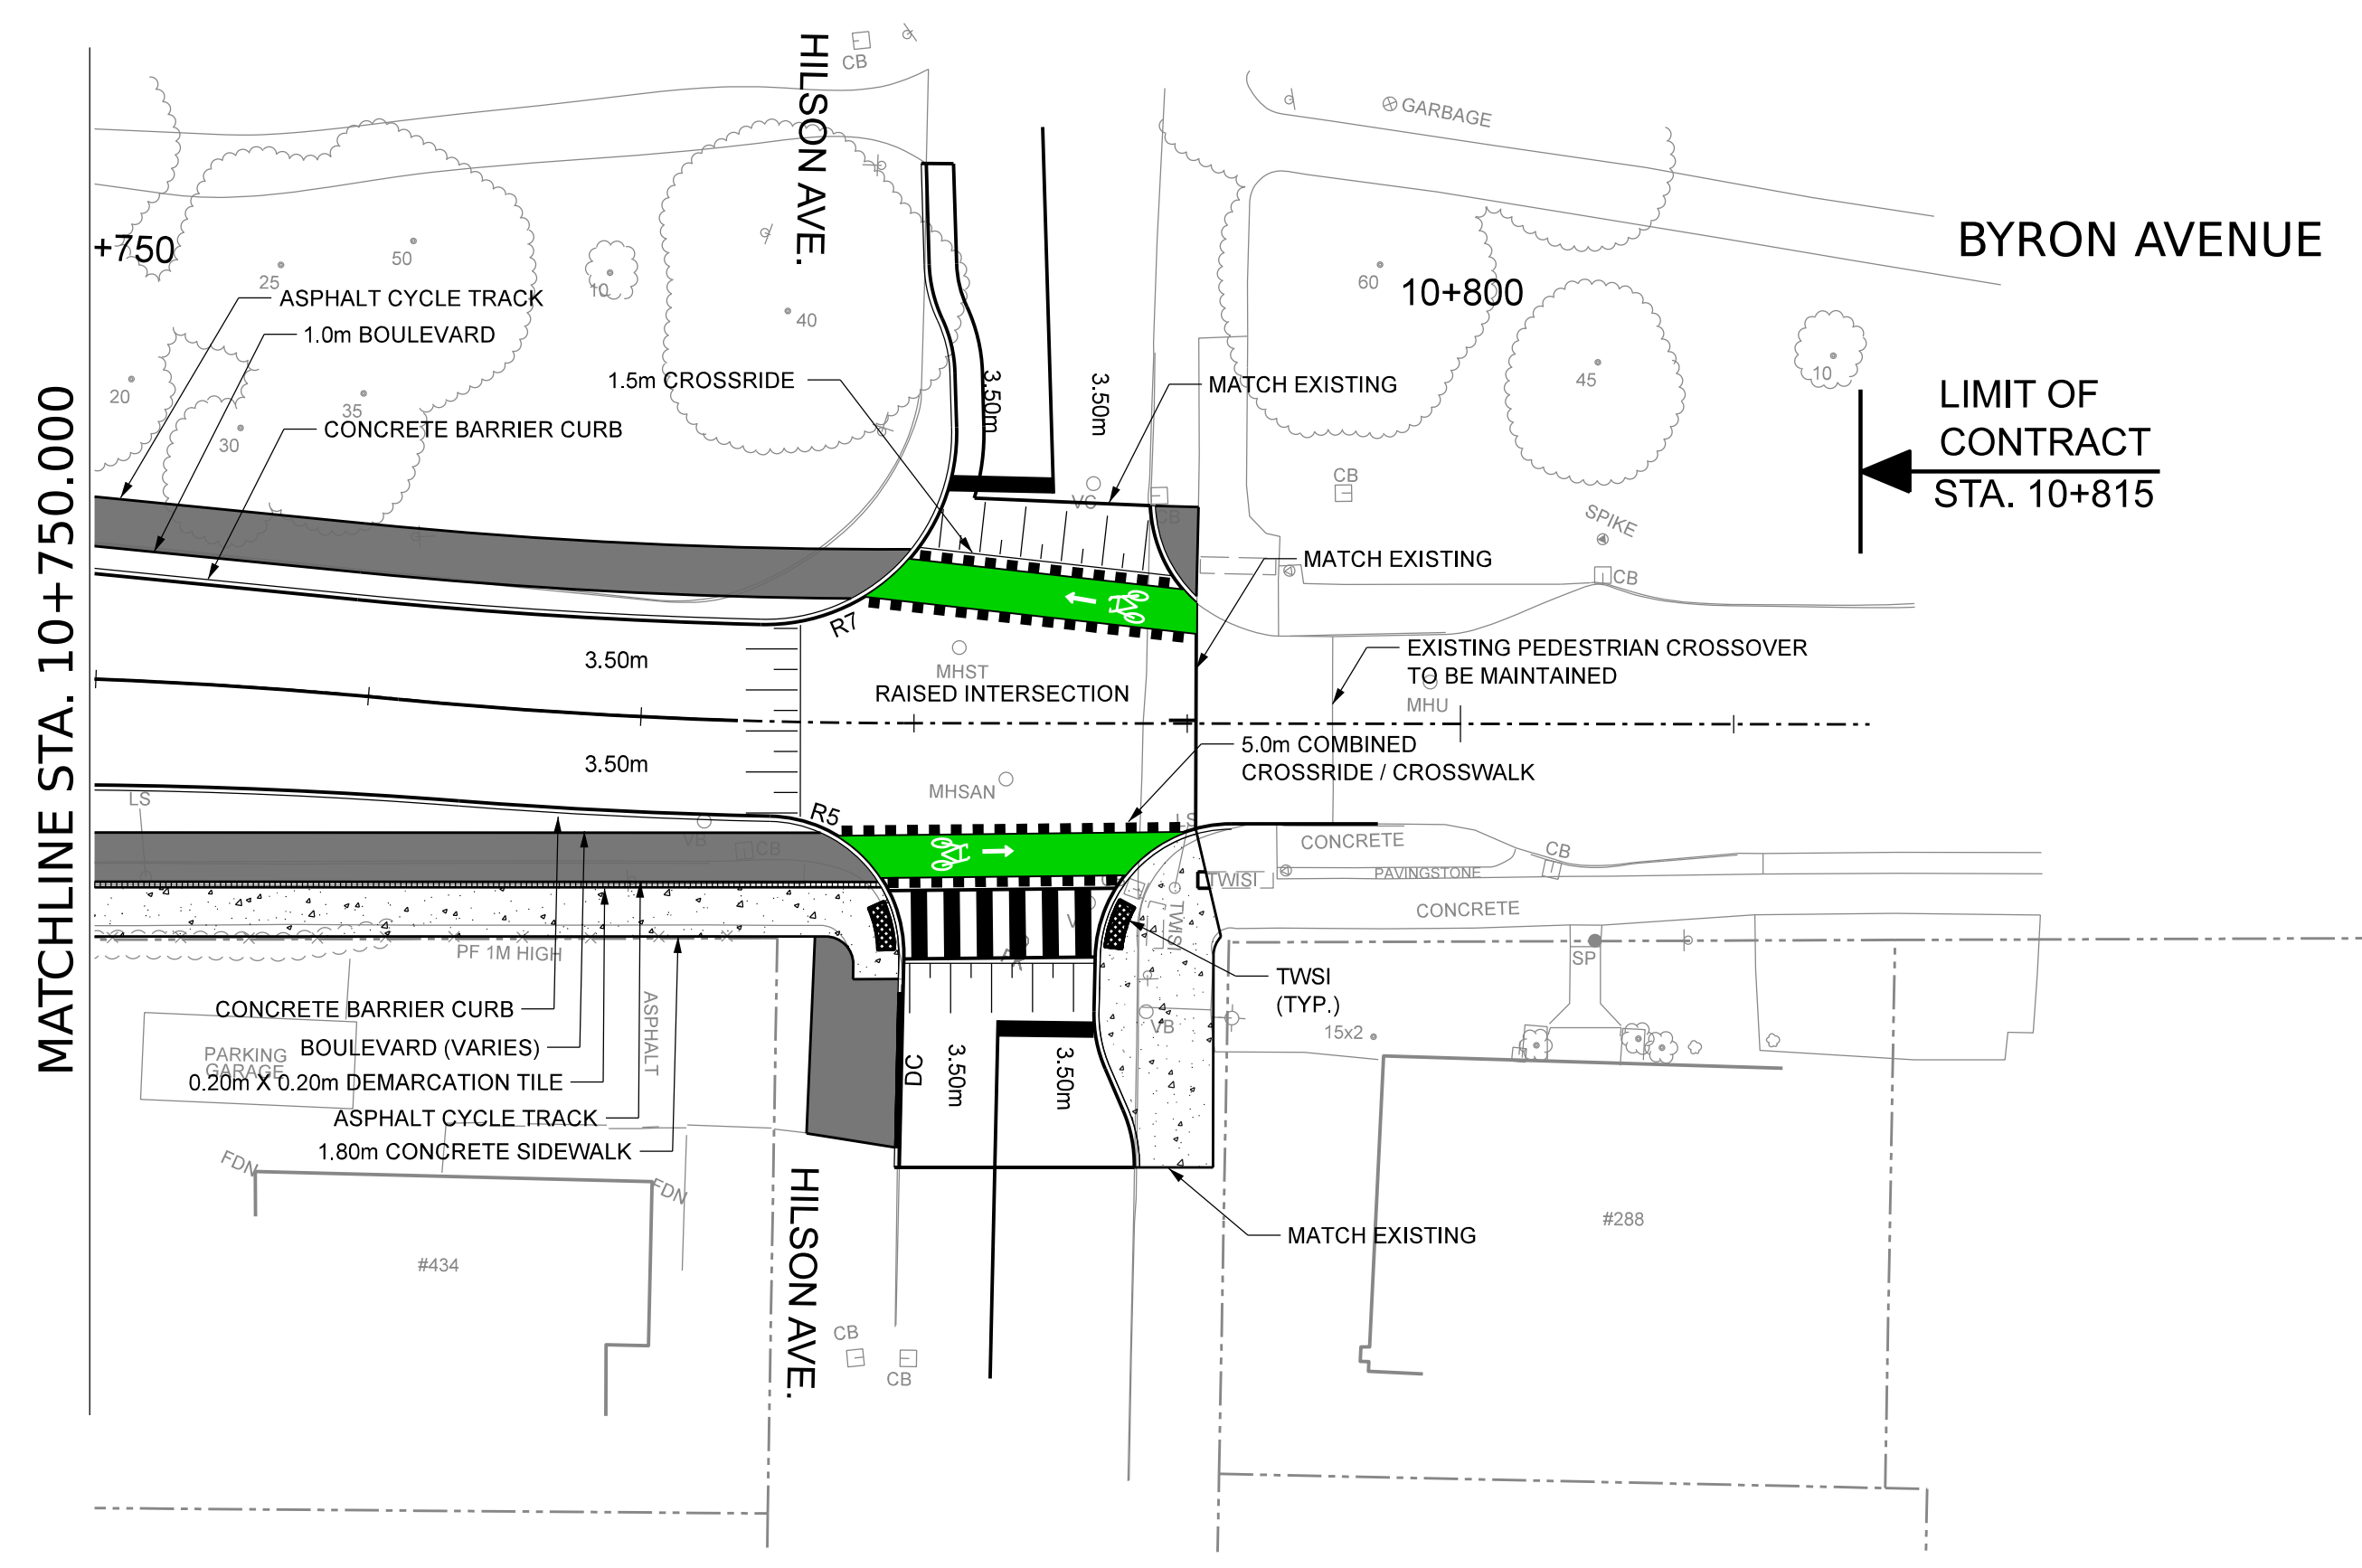 HILSON AVE.
CB
GARBAGE
BYRON AVENUE
+750
50
25
10
40
60
10+800
ASPHALT CYCLE TRACK
1.0m BOULEVARD
1.5m CROSSRIDE
3.50m
3.50m
MATCH EXISTING
20
35
30
CONCRETE BARRIER CURB
45
10
LIMIT OF
CONTRACT
STA. 10+815
MATCHLINE STA. 10+750.000
CB
VC
CB
SPIKE
CB
MATCH EXISTING
R7
3.50m
MHST
RAISED INTERSECTION
EXISTING PEDESTRIAN CROSSOVER
TO BE MAINTAINED
MHU
3.50m
5.0m COMBINED
CROSSRIDE / CROSSWALK
MHSAN
LS
R5
LS
VB
CB
CONCRETE
CB
TWSI
PAVINGSTONE
CONCRETE
TWSI
PF 1M HIGH
SP
TWSI
(TYP.)
ASPHALT
CONCRETE BARRIER CURB
VB
15x2
PARKING
GARAGE
BOULEVARD (VARIES)
DC
3.50m
3.50m
0.20m X 0.20m DEMARCATION TILE
ASPHALT CYCLE TRACK
1.80m CONCRETE SIDEWALK
FDN
FDN
HILSON AVE.
MATCH EXISTING
#288
#434
CB
CB